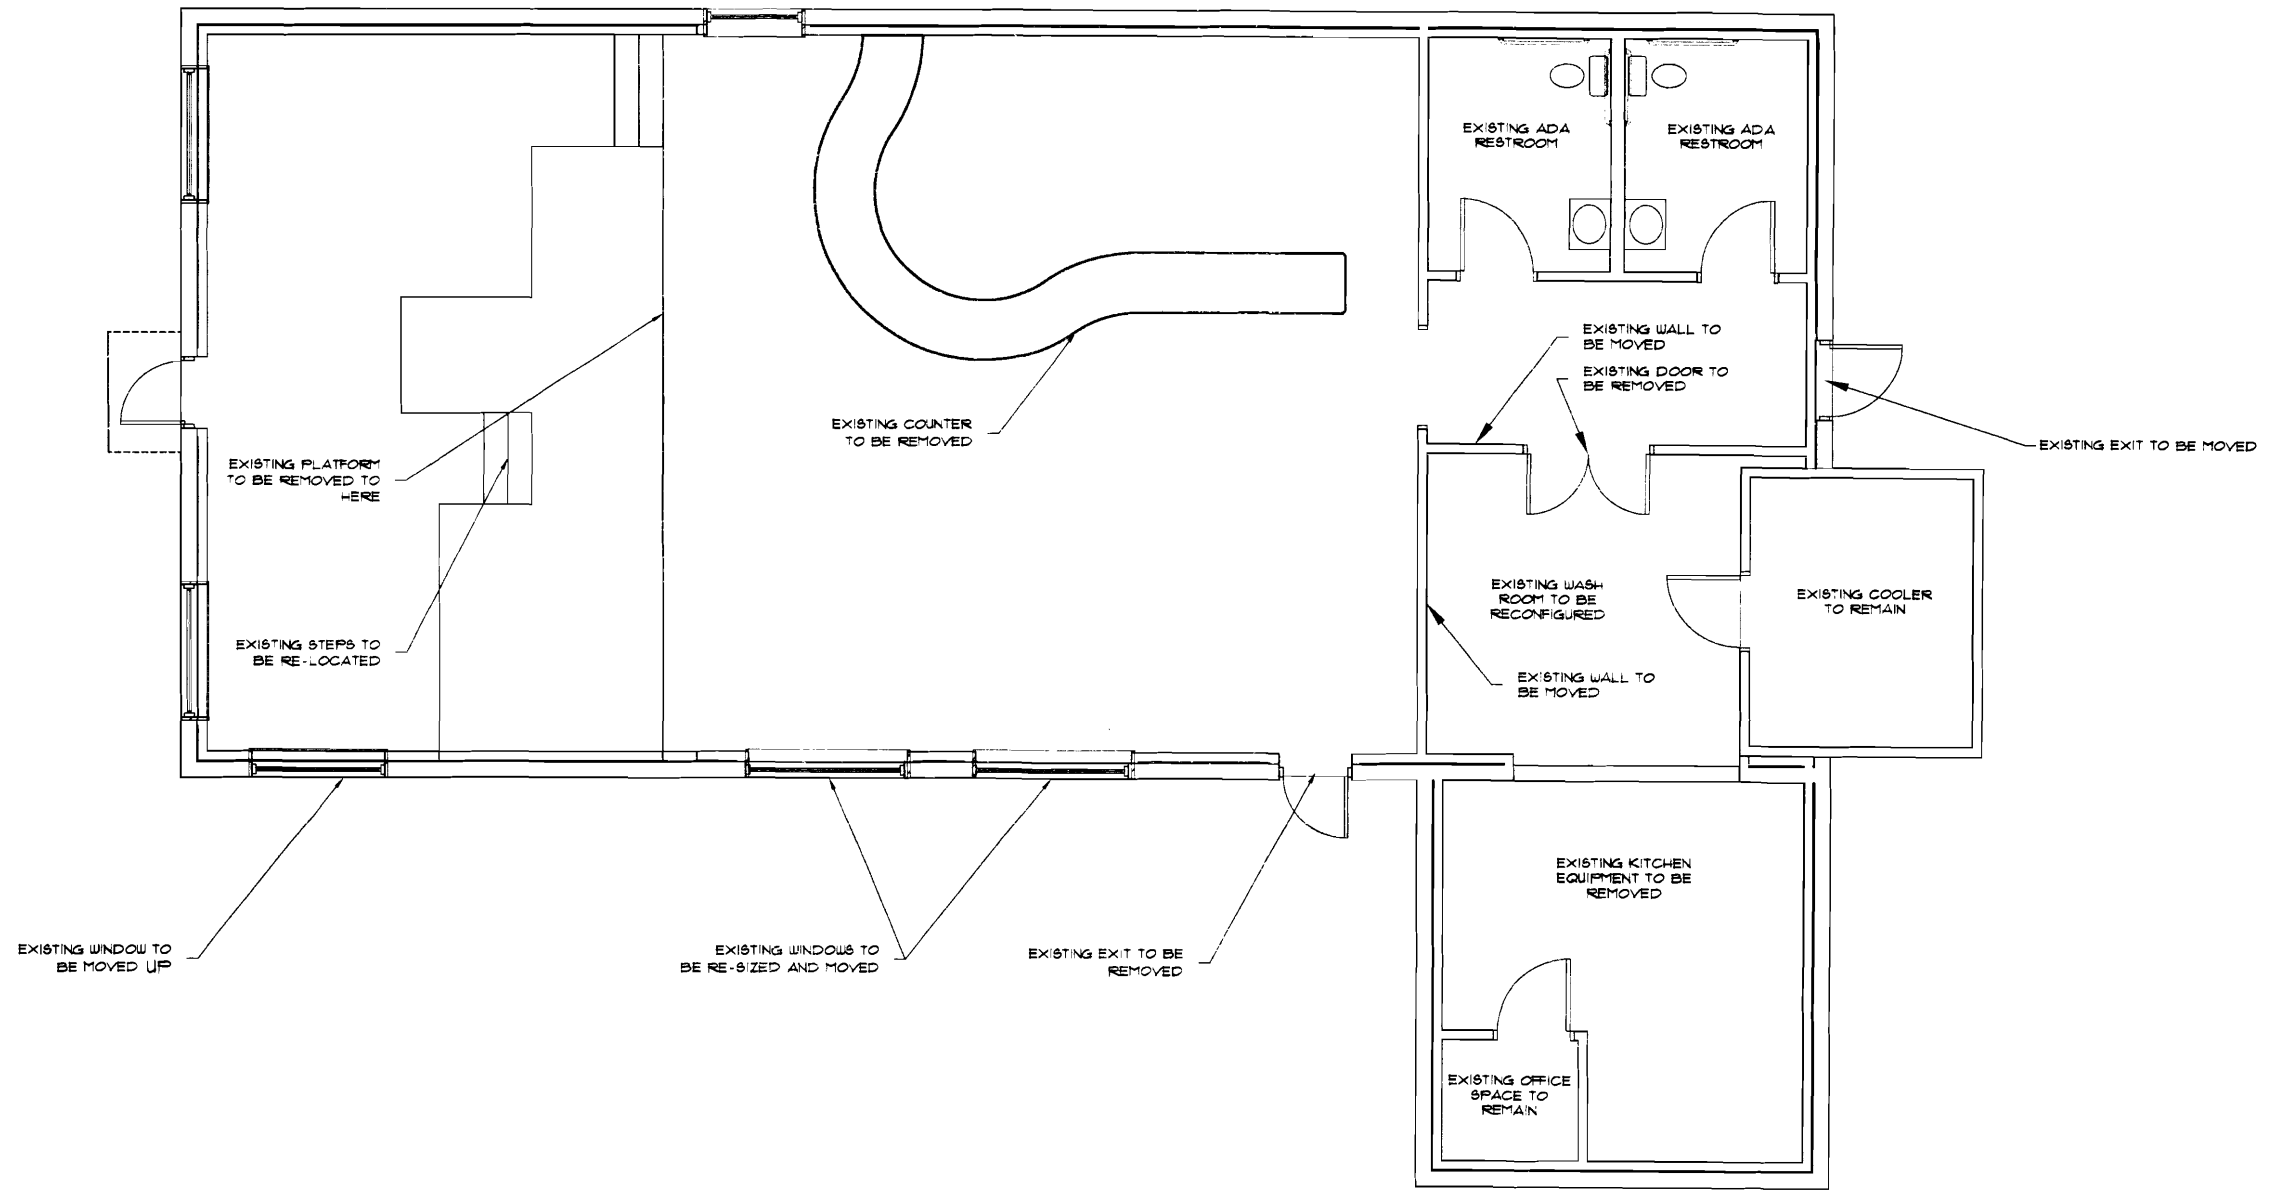 EXISTING ADA
RESTROOM
EXISTING ADA
RESTROOM
EXISTING WALL TO
BE MOVED
EXISTING DOOR TO
BE REMOVED
EXISTING COUNTER
TO BE REMOVED
EXISTING EXIT TO BE MOVED
EXISTING PLATFORM
TO BE REMOVED TO
HERE
EXISTING WASH
ROOM TO BE
RECONFIGURED
EXISTING COOLER
TO REMAIN
EXISTING STEPS TO
BE RE-LOCATED
EXISTING WALL TO
BE MOVED
EXISTING KITCHEN
EQUIPMENT TO BE
REMOVED
EXISTING WINDOW TO
BE MOVED UP
EXISTING WINDOWS TO
BE RE-SIZED AND MOVED
EXISTING EXIT TO BE
REMOVED
EXISTING OFFICE
SPACE TO
REMAIN